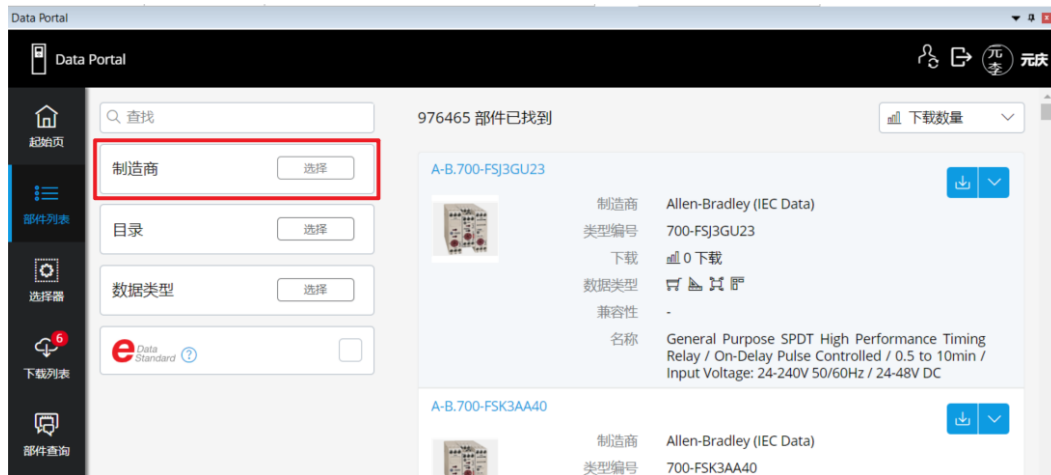 Data Portal
Data Portal
元李
元庆
起始页
部件列表
选择器
6
下载列表
部件查询
查找
制造商 选择
目录 选择
数据类型 选择
e Data Standard ?
976465 部件已找到
下载数量
A-B.700-FSJ3GU23
制造商 Allen-Bradley (IEC Data)
类型编号 700-FSJ3GU23
下载 0 下载
数据类型
兼容性 -
名称 General Purpose SPDT High Performance Timing
Relay / On-Delay Pulse Controlled / 0.5 to 10min /
Input Voltage: 24-240V 50/60Hz / 24-48V DC
A-B.700-FSK3AA40
制造商 Allen-Bradley (IEC Data)
类型编号 700-FSK3AA40